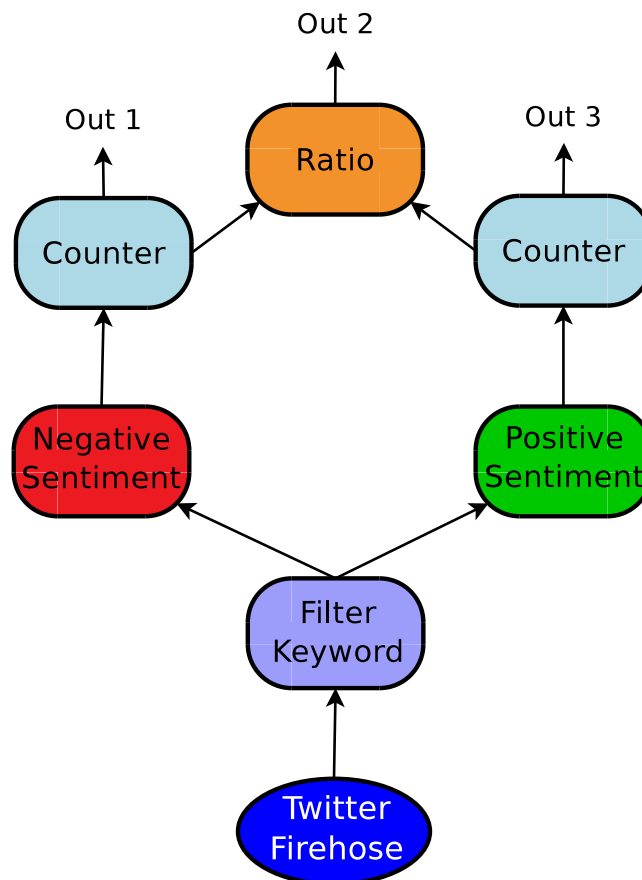 Out 2
Out 1
Out 3
Ratio
Counter
Counter
Negative
Sentiment
Positive
Sentiment
Filter
Keyword
Twitter
Firehose